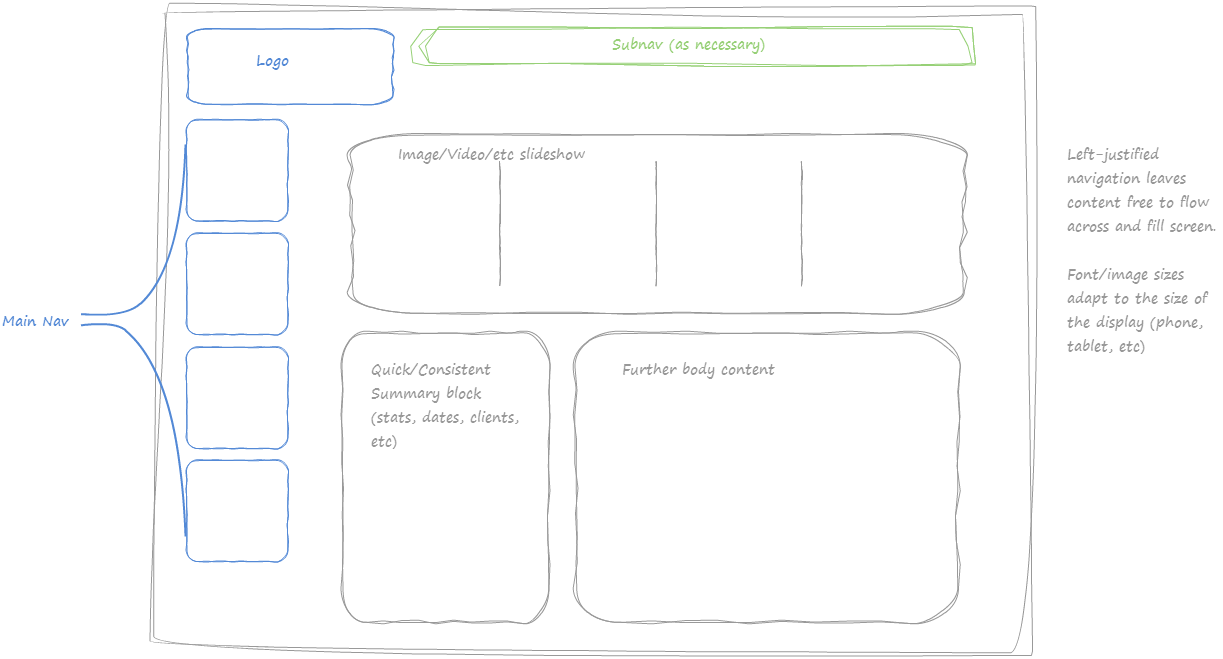 Logo
Subnav (as necessary)
Image/Video/etc slideshow
Main Nav
Quick/Consistent
Summary block
(stats, dates, clients,
etc)
Further body content
Left-justified
navigation leaves
content free to flow
across and fill screen.
Font/image sizes
adapt to the size of
the display (phone,
tablet, etc)